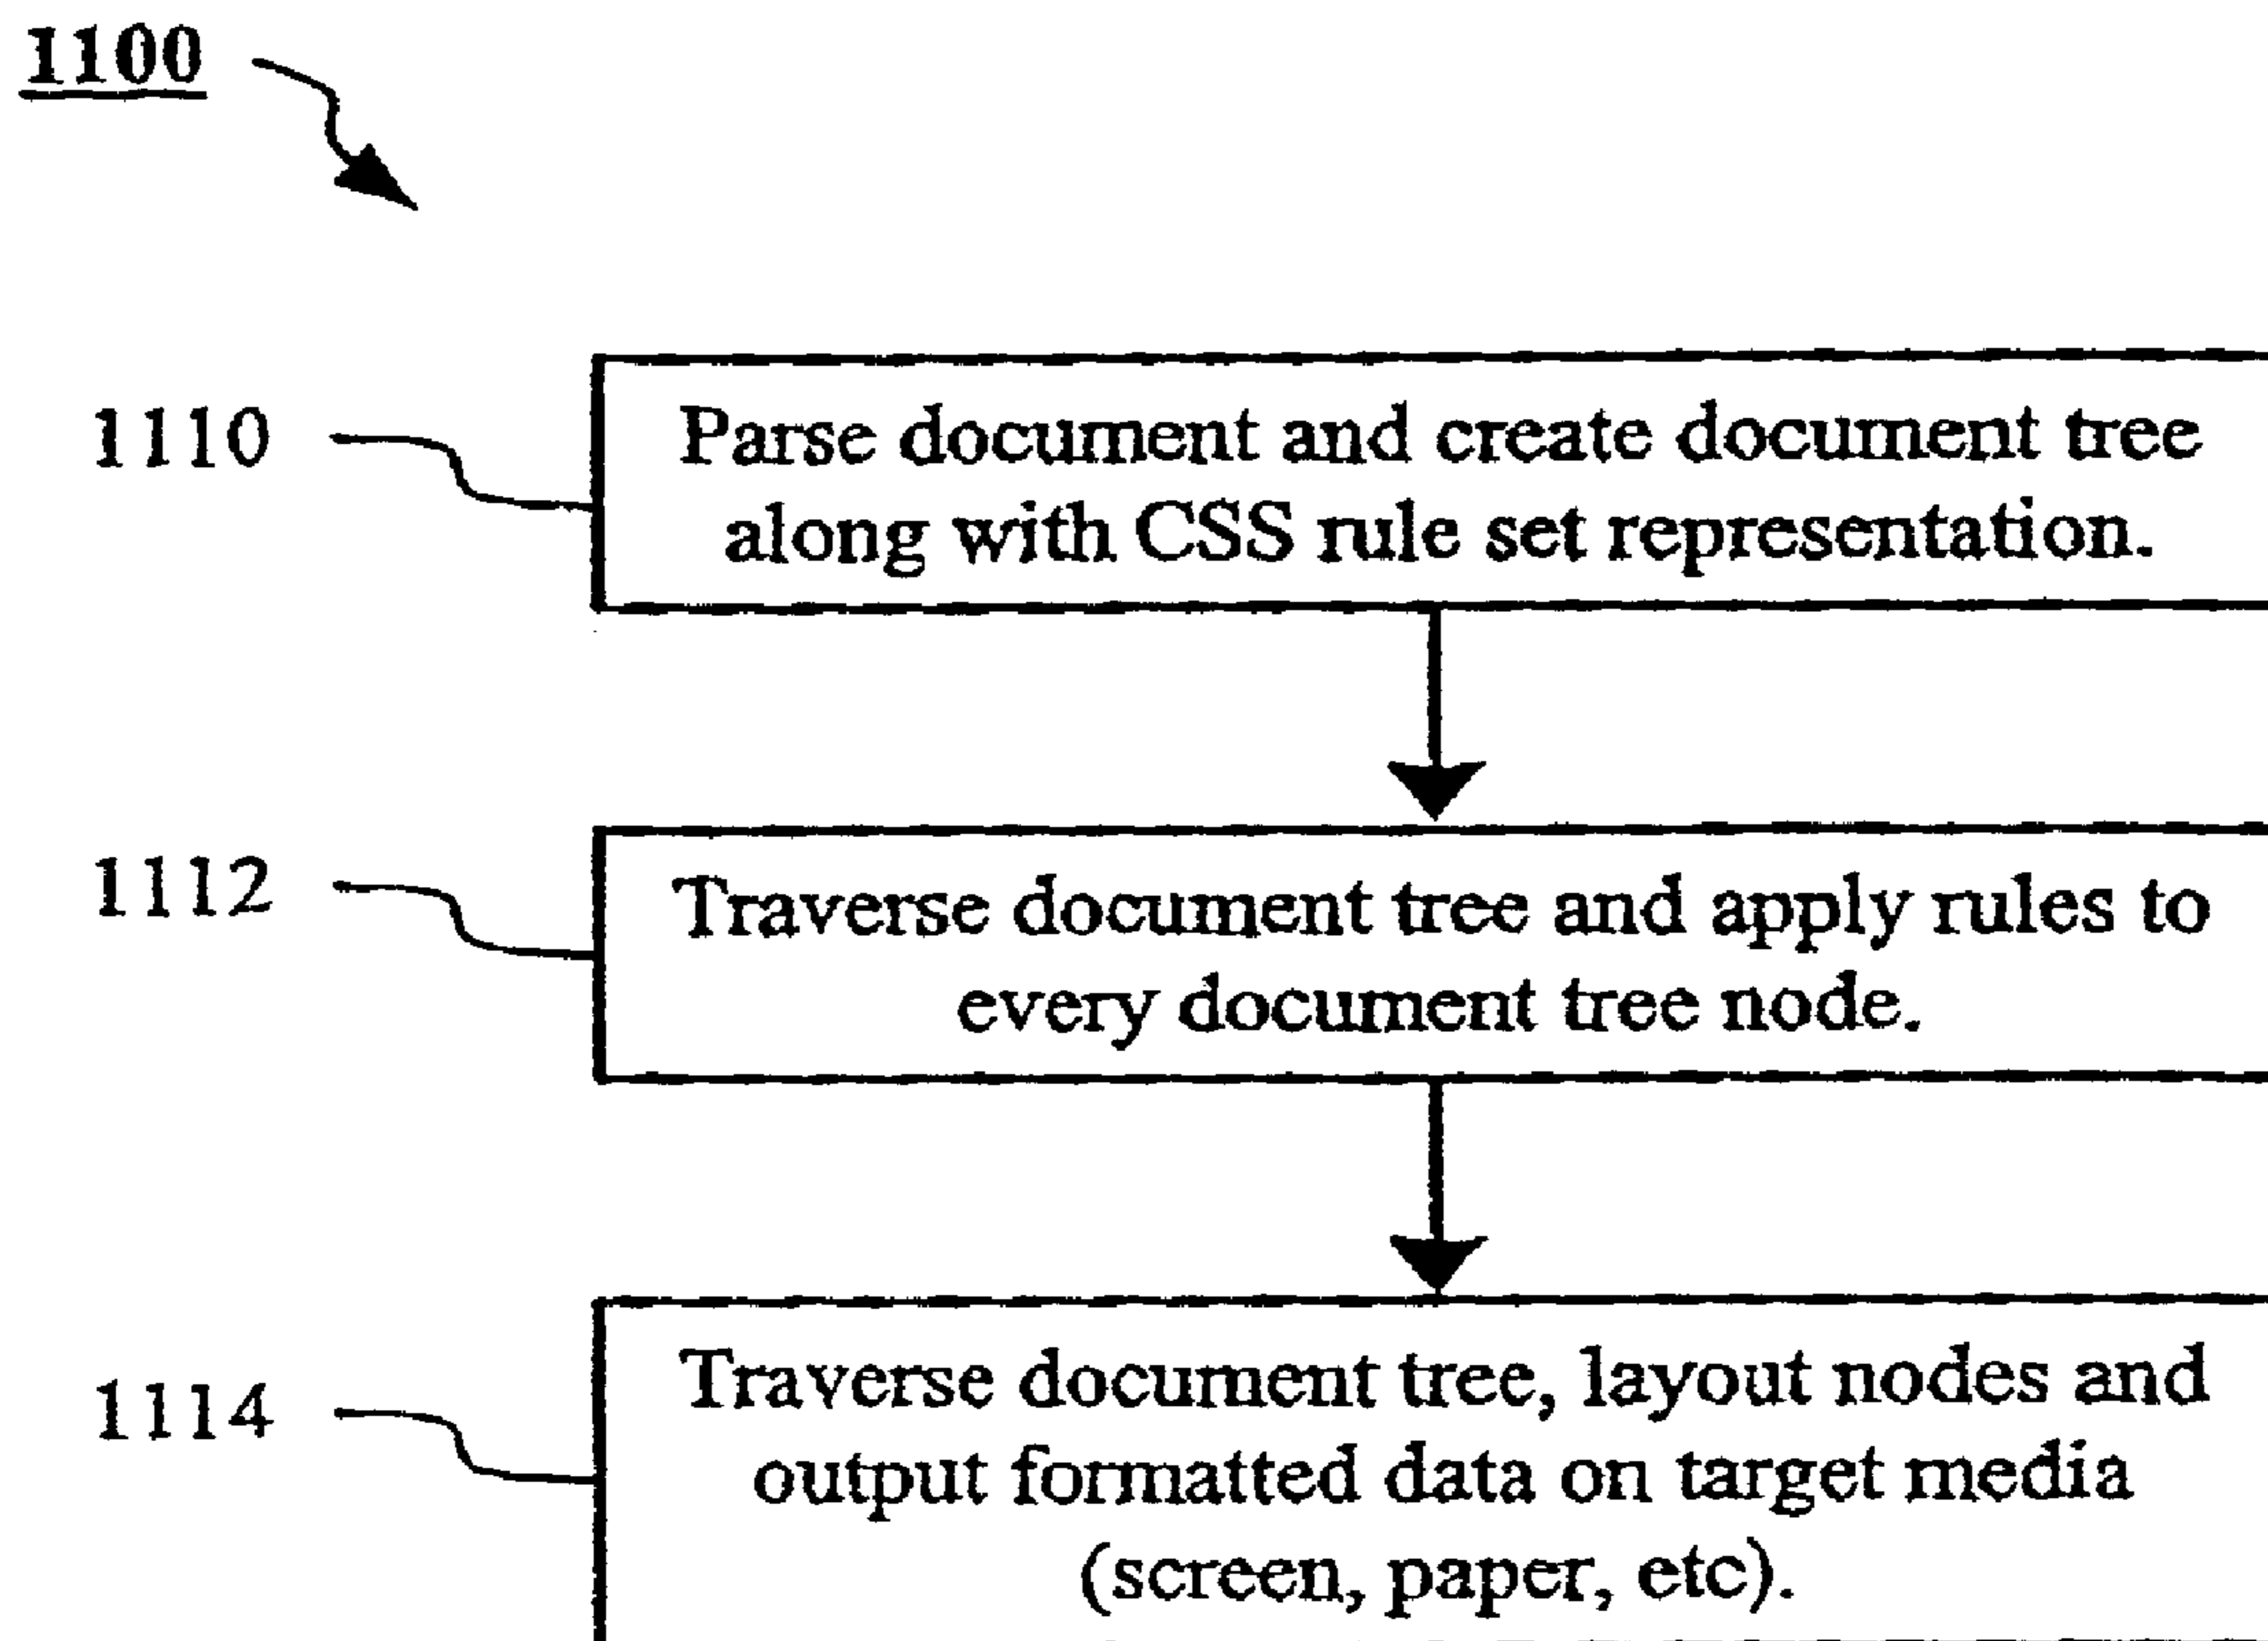 1100
1110
Parse document and create document tree
along with CSS rule set representation.
1112
Traverse document tree and apply rules to
every document tree node.
1114
Traverse document tree, layout nodes and
output formatted data on target media
(screen, paper, etc).